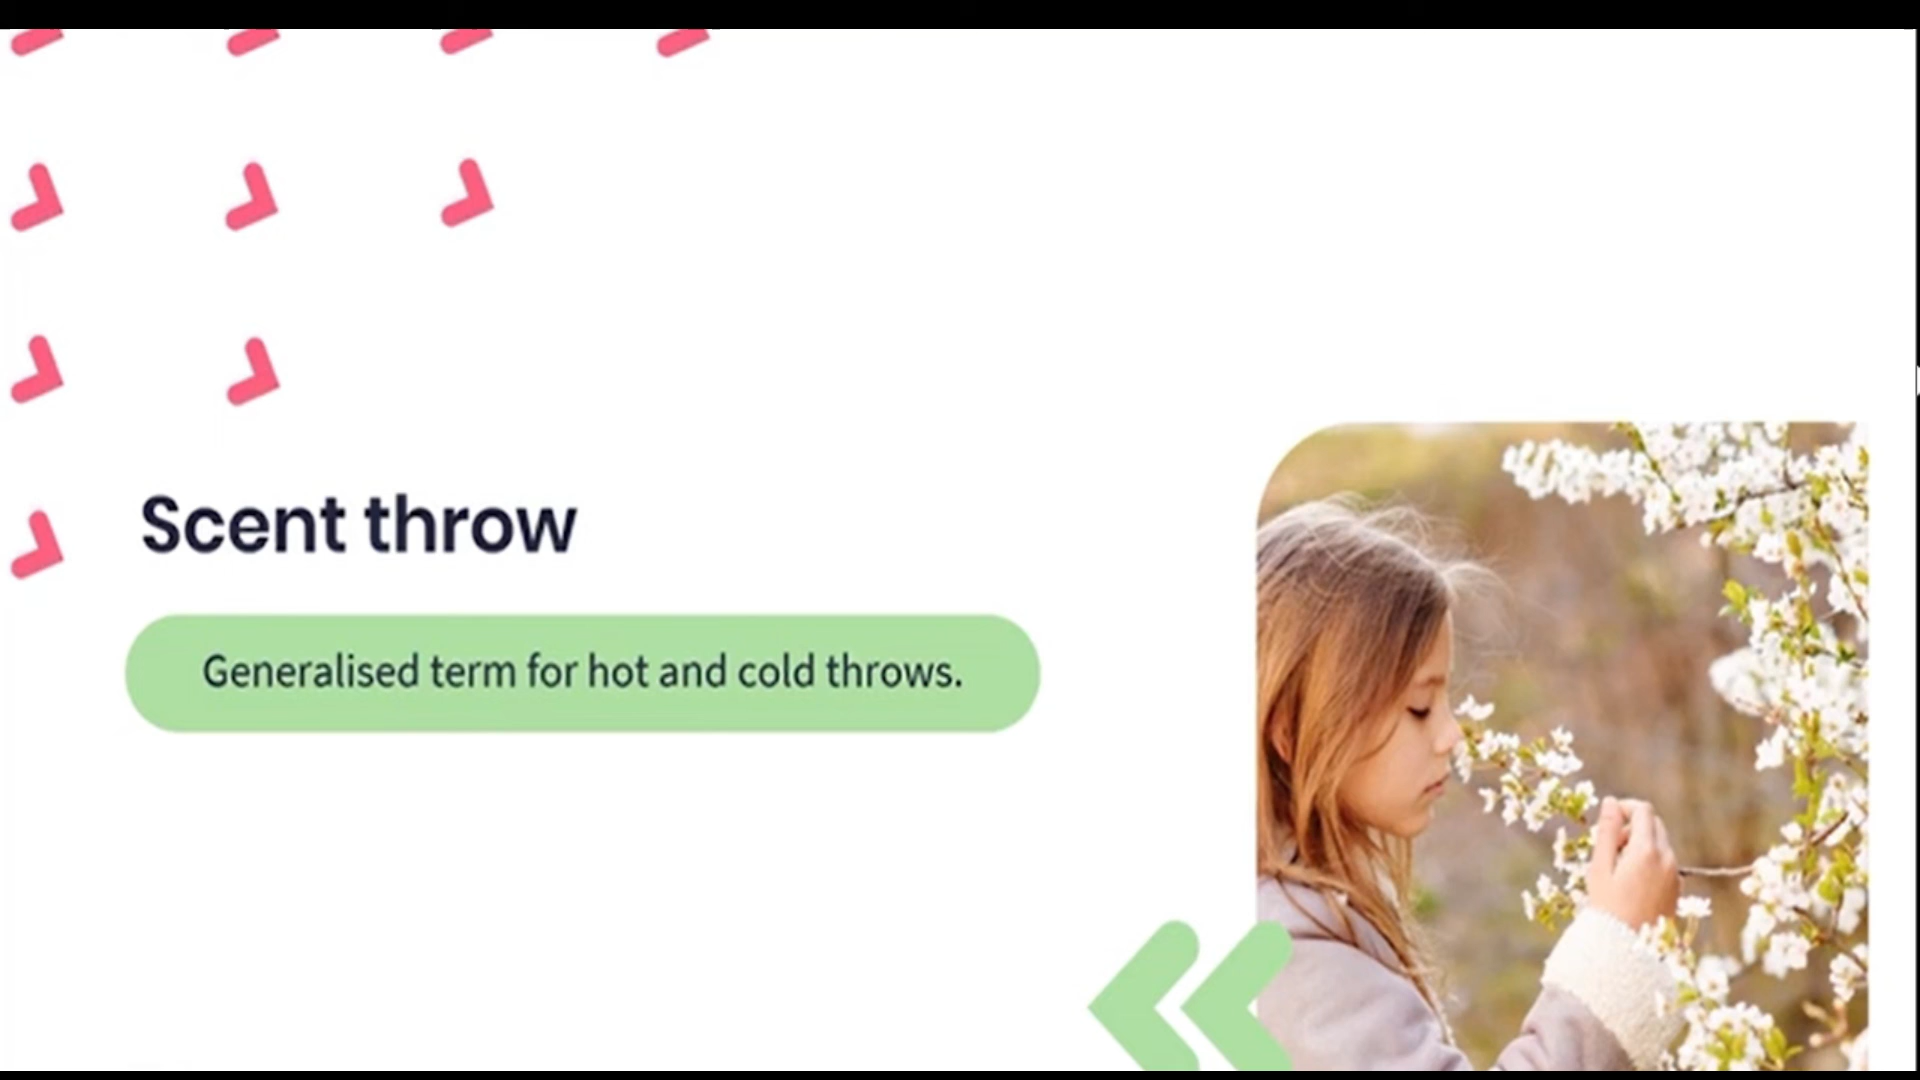 Scent throw
Generalised term for hot and cold throws.